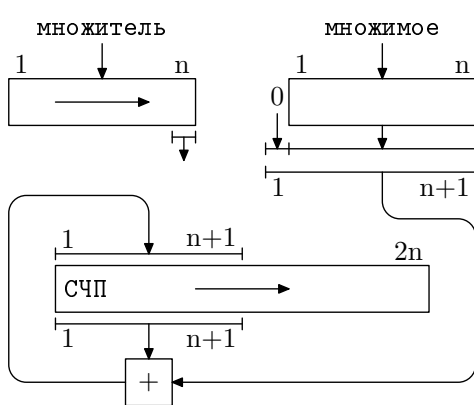 множитель множимое
1 n 1 n
0
1 n+1
1 n+1 2n
СЧП
1 n+1
+